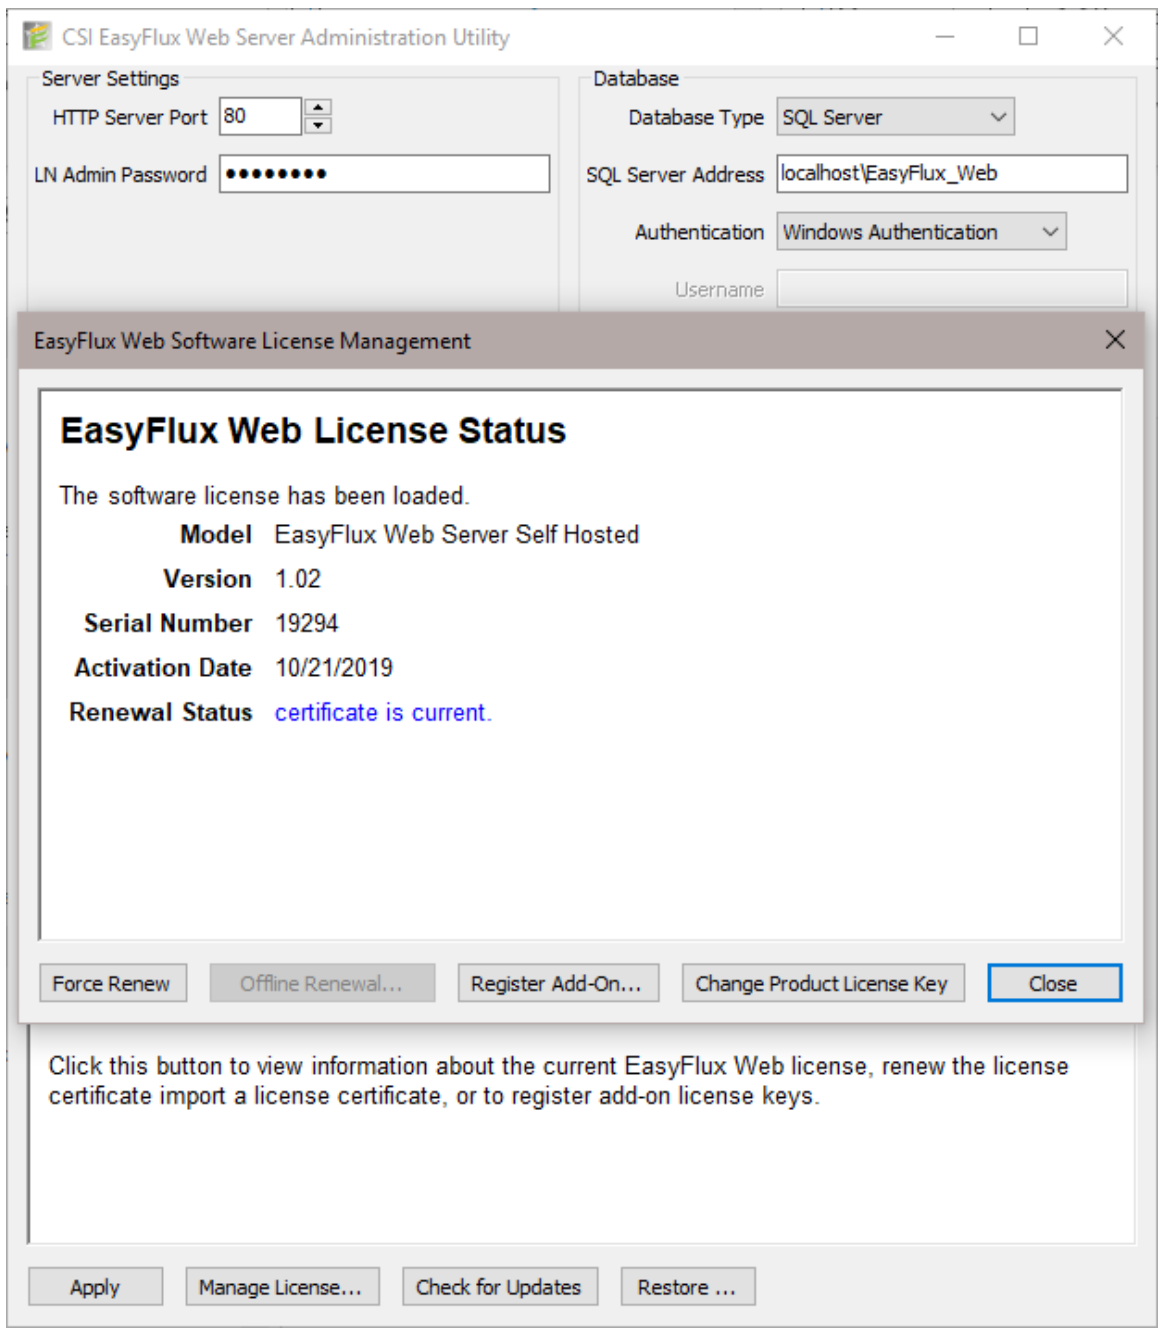 CSI EasyFlux Web Server Administration Utility
Server Settings
HTTP Server Port 80
LN Admin Password ●●●●●●●●
Database
Database Type SQL Server
SQL Server Address localhost\EasyFlux_Web
Authentication Windows Authentication
Username
EasyFlux Web Software License Management
EasyFlux Web License Status
The software license has been loaded.
Model EasyFlux Web Server Self Hosted
Version 1.02
Serial Number 19294
Activation Date 10/21/2019
Renewal Status certificate is current.
Force Renew Offline Renewal... Register Add-On... Change Product License Key Close
Click this button to view information about the current EasyFlux Web license, renew the license
certificate import a license certificate, or to register add-on license keys.
Apply Manage License... Check for Updates Restore ...